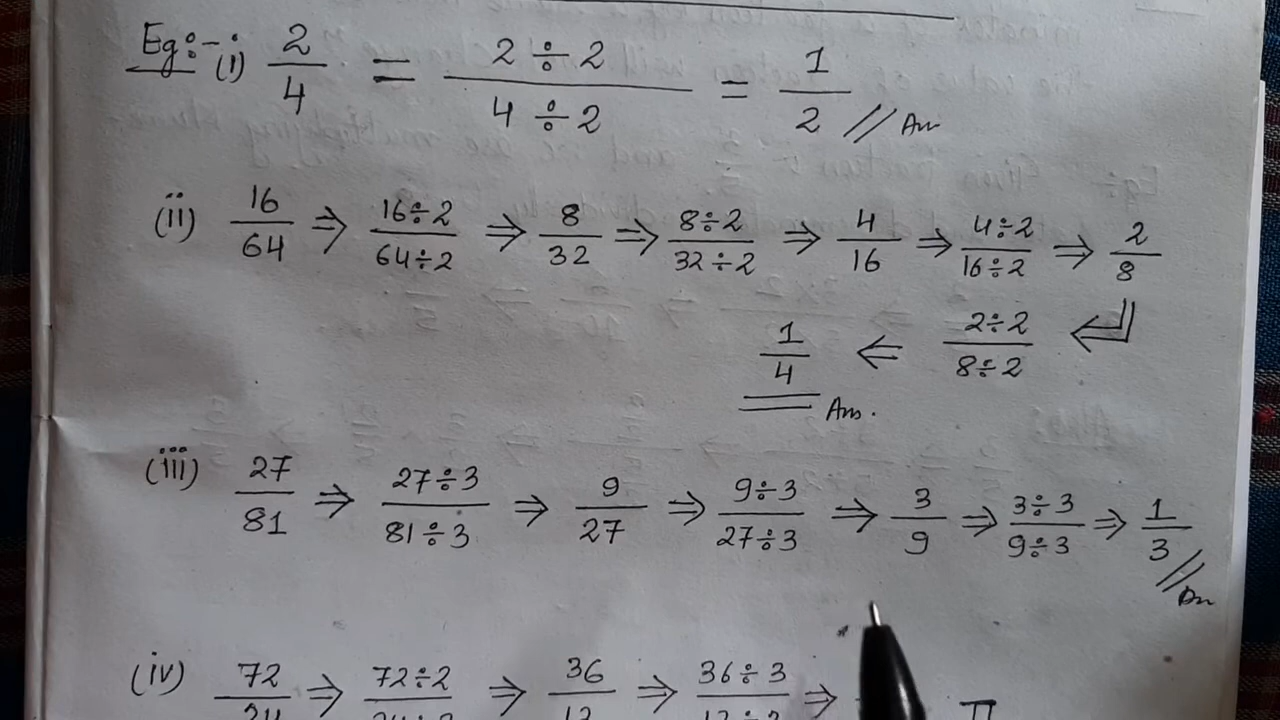 Eg:- (i) 2/4 = 2÷2/4÷2 = 1/2 // Ans
(ii) 16/64 ⇒ 16÷2/64÷2 ⇒ 8/32 ⇒ 8÷2/32÷2 ⇒ 4/16 ⇒ 4÷2/16÷2 ⇒ 2/8
1/4 ⇐ 2÷2/8÷2 ⇐
Ans.
(iii) 27/81 ⇒ 27÷3/81÷3 ⇒ 9/27 ⇒ 9÷3/27÷3 ⇒ 3/9 ⇒ 3÷3/9÷3 ⇒ 1/3 // Ans
(iv) 72 ⇒ 72÷2 ⇒ 36 ⇒ 36÷3 ⇒